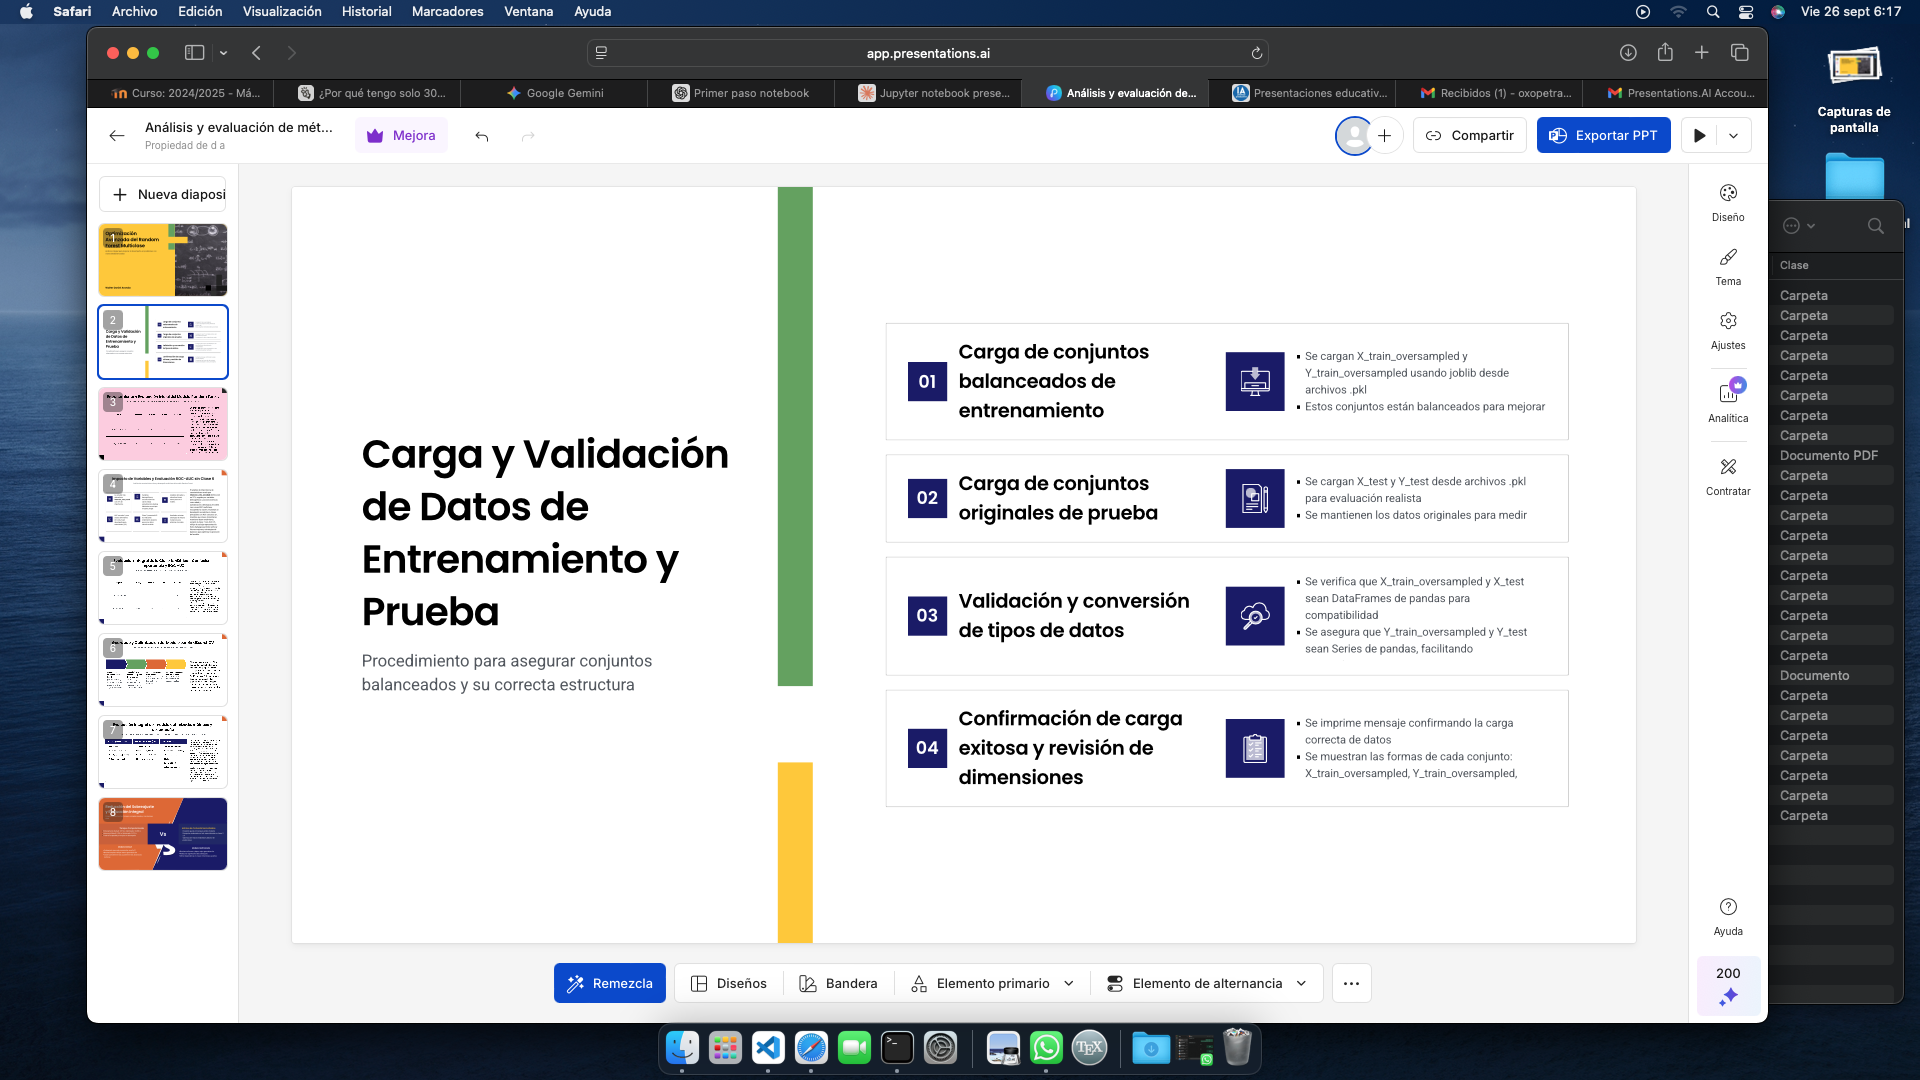 Safari Archivo Edición Visualización Historial Marcadores Ventana Ayuda
Vie 26 sept 6:17
app.presentations.ai
Curso: 2024/2025 - Má...
¿Por qué tengo solo 30...
Google Gemini
Primer paso notebook
Jupyter notebook prese...
Análisis y evaluación de...
Presentaciones educativ...
Recibidos (1) - oxopetra...
Presentations.AI Accou...
Análisis y evaluación de mét...
Propiedad de d a
Mejora
Compartir
Exportar PPT
Nueva diaposi
2
3
4
5
6
7
8
Carga y Validación
de Datos de
Entrenamiento y
Prueba
Procedimiento para asegurar conjuntos
balanceados y su correcta estructura
01
Carga de conjuntos
balanceados de
entrenamiento
Se cargan X_train_oversampled y
Y_train_oversampled usando joblib desde
archivos .pkl
Estos conjuntos están balanceados para mejorar
02
Carga de conjuntos
originales de prueba
Se cargan X_test y Y_test desde archivos .pkl
para evaluación realista
Se mantienen los datos originales para medir
03
Validación y conversión
de tipos de datos
Se verifica que X_train_oversampled y X_test
sean DataFrames de pandas para
compatibilidad
Se asegura que Y_train_oversampled y Y_test
sean Series de pandas, facilitando
04
Confirmación de carga
exitosa y revisión de
dimensiones
Se imprime mensaje confirmando la carga
correcta de datos
Se muestran las formas de cada conjunto:
X_train_oversampled, Y_train_oversampled,
Remezcla
Diseños
Bandera
Elemento primario
Elemento de alternancia
Diseño
Tema
Ajustes
Analítica
Contratar
Ayuda
200
Capturas de
pantalla
Clase
Carpeta
Carpeta
Carpeta
Carpeta
Carpeta
Carpeta
Carpeta
Carpeta
Documento PDF
Carpeta
Carpeta
Carpeta
Carpeta
Carpeta
Carpeta
Carpeta
Carpeta
Carpeta
Carpeta
Documento
Carpeta
Carpeta
Carpeta
Carpeta
Carpeta
Carpeta
Carpeta
TEX